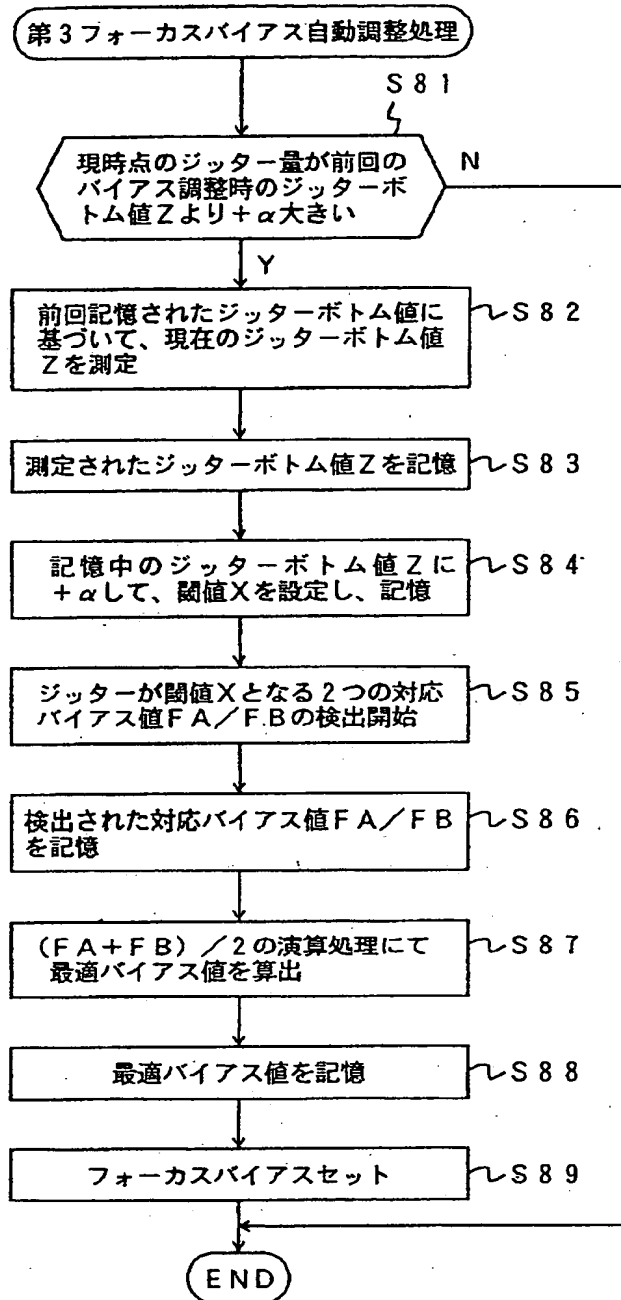 第3フォーカスバイアス自動調整処理
S81
現時点のジッター量が前回の
バイアス調整時のジッターボ
トム値Zより+α大きい
N
Y
前回記憶されたジッターボトム値に
基づいて、現在のジッターボトム値
Zを測定
S82
測定されたジッターボトム値Zを記憶
S83
記憶中のジッターボトム値Zに
+αして、閾値Xを設定し、記憶
S84
ジッターが閾値Xとなる2つの対応
バイアス値FA/F.Bの検出開始
S85
検出された対応バイアス値FA/FB
を記憶
S86
(FA+FB)/2の演算処理にて
最適バイアス値を算出
S87
最適バイアス値を記憶
S88
フォーカスバイアスセット
S89
END